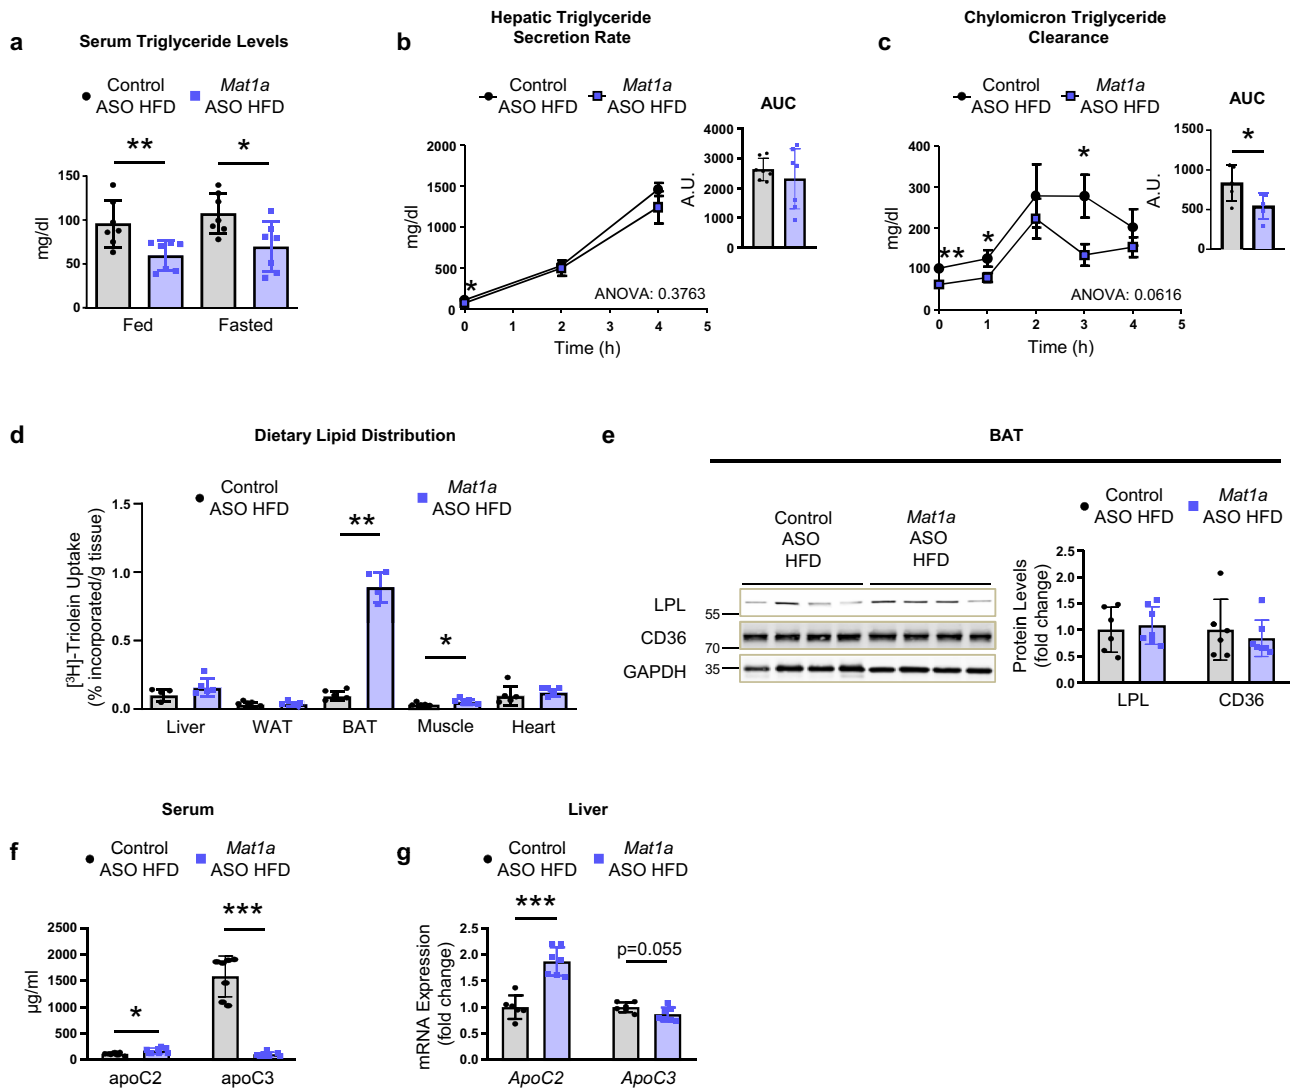 a
Serum Triglyceride Levels
Control
ASO HFD
Mat1a
ASO HFD
**
*
150
100
50
0
mg/dl
Fed
Fasted
b
Hepatic Triglyceride
Secretion Rate
Control
ASO HFD
Mat1a
ASO HFD
2000
1500
1000
500
0
mg/dl
*
ANOVA: 0.3763
0
1
2
3
4
5
Time (h)
AUC
4000
3000
2000
1000
0
A.U.
c
Chylomicron Triglyceride
Clearance
Control
ASO HFD
Mat1a
ASO HFD
400
300
200
100
0
mg/dl
**
*
*
ANOVA: 0.0616
0
1
2
3
4
5
Time (h)
AUC
*
1500
1000
500
0
A.U.
d
Dietary Lipid Distribution
Control
ASO HFD
Mat1a
ASO HFD
1.5
1.0
0.5
0.0
[³H]-Triolein Uptake
(% incorporated/g tissue)
**
*
Liver
WAT
BAT
Muscle
Heart
e
BAT
Control
ASO
HFD
Mat1a
ASO
HFD
LPL
55
CD36
70
GAPDH
35
Control
ASO HFD
Mat1a
ASO HFD
2.5
2.0
1.5
1.0
0.5
0.0
Protein Levels
(fold change)
LPL
CD36
f
Serum
Control
ASO HFD
Mat1a
ASO HFD
***
*
2500
2000
1500
1000
500
0
µg/ml
apoC2
apoC3
g
Liver
Control
ASO HFD
Mat1a
ASO HFD
***
p=0.055
2.5
2.0
1.5
1.0
0.5
0.0
mRNA Expression
(fold change)
ApoC2
ApoC3